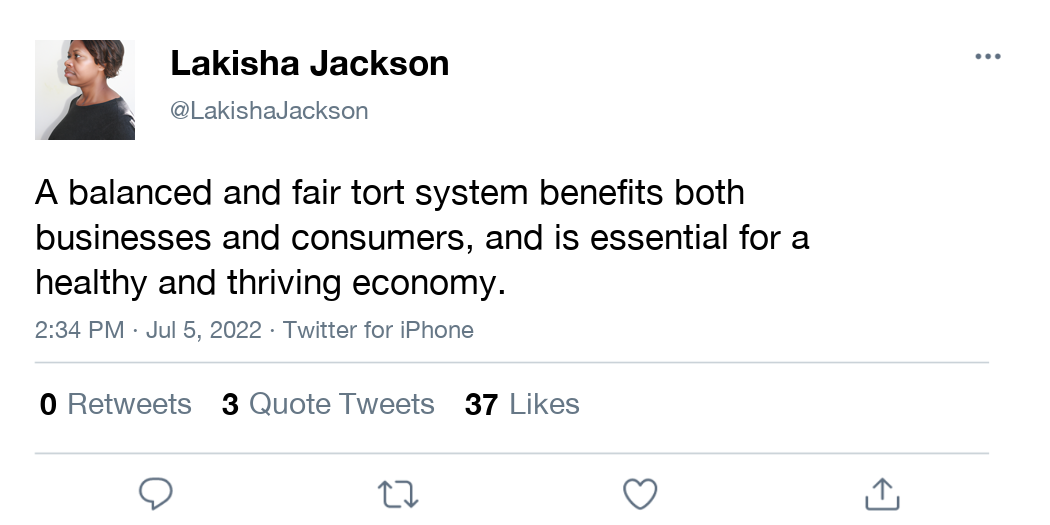 Lakisha Jackson
@LakishaJackson
A balanced and fair tort system benefits both
businesses and consumers, and is essential for a
healthy and thriving economy.
2:34 PM · Jul 5, 2022 · Twitter for iPhone
0 Retweets 3 Quote Tweets 37 Likes